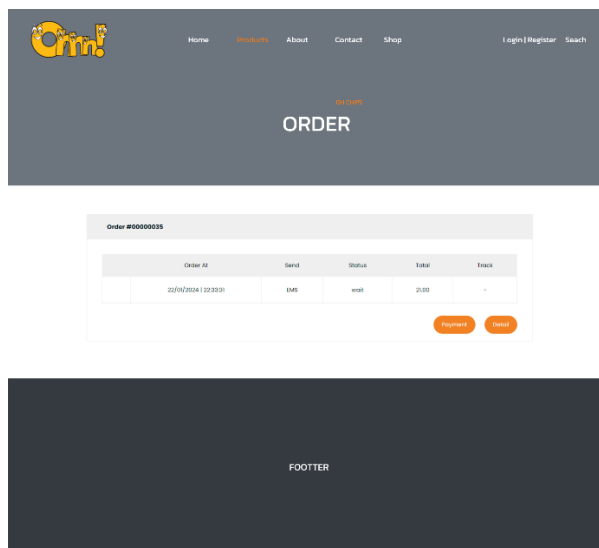 Home Products About Contact Shop Login | Register Seach
ORDER
Order #00000035
Order At Send Status Total Track
22/01/2024 | 22:33:31 EMS wait 21.00 -
Payment Detail
FOOTTER